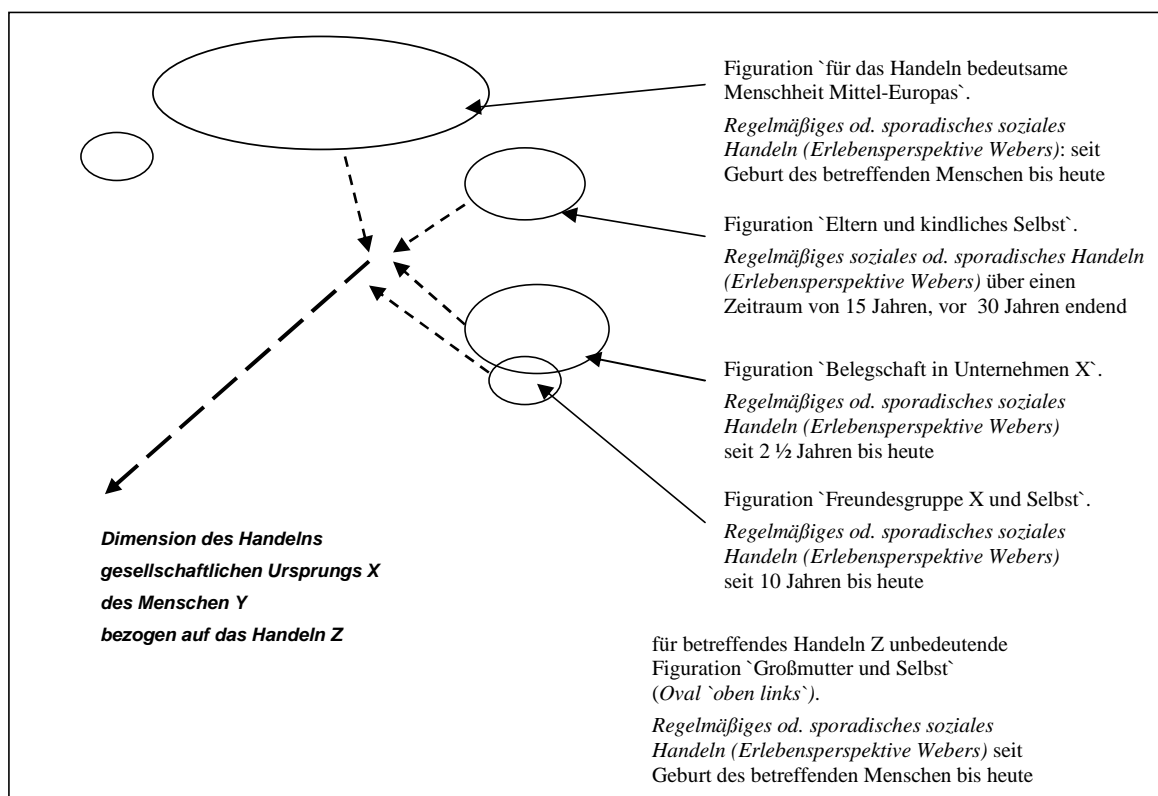 Figuration `für das Handeln bedeutsame
Menschheit Mittel-Europas`.
Regelmäßiges od. sporadisches soziales
Handeln (Erlebensperspektive Webers): seit
Geburt des betreffenden Menschen bis heute
Figuration `Eltern und kindliches Selbst`.
Regelmäßiges soziales od. sporadisches Handeln
(Erlebensperspektive Webers) über einen
Zeitraum von 15 Jahren, vor 30 Jahren endend
Figuration `Belegschaft in Unternehmen X`.
Regelmäßiges od. sporadisches soziales
Handeln (Erlebensperspektive Webers)
seit 2 ½ Jahren bis heute
Figuration `Freundesgruppe X und Selbst`.
Regelmäßiges od. sporadisches soziales
Handeln (Erlebensperspektive Webers)
seit 10 Jahren bis heute
Dimension des Handelns
gesellschaftlichen Ursprungs X
des Menschen Y
bezogen auf das Handeln Z
für betreffendes Handeln Z unbedeutende
Figuration `Großmutter und Selbst`
(Oval `oben links`).
Regelmäßiges od. sporadisches soziales
Handeln (Erlebensperspektive Webers) seit
Geburt des betreffenden Menschen bis heute